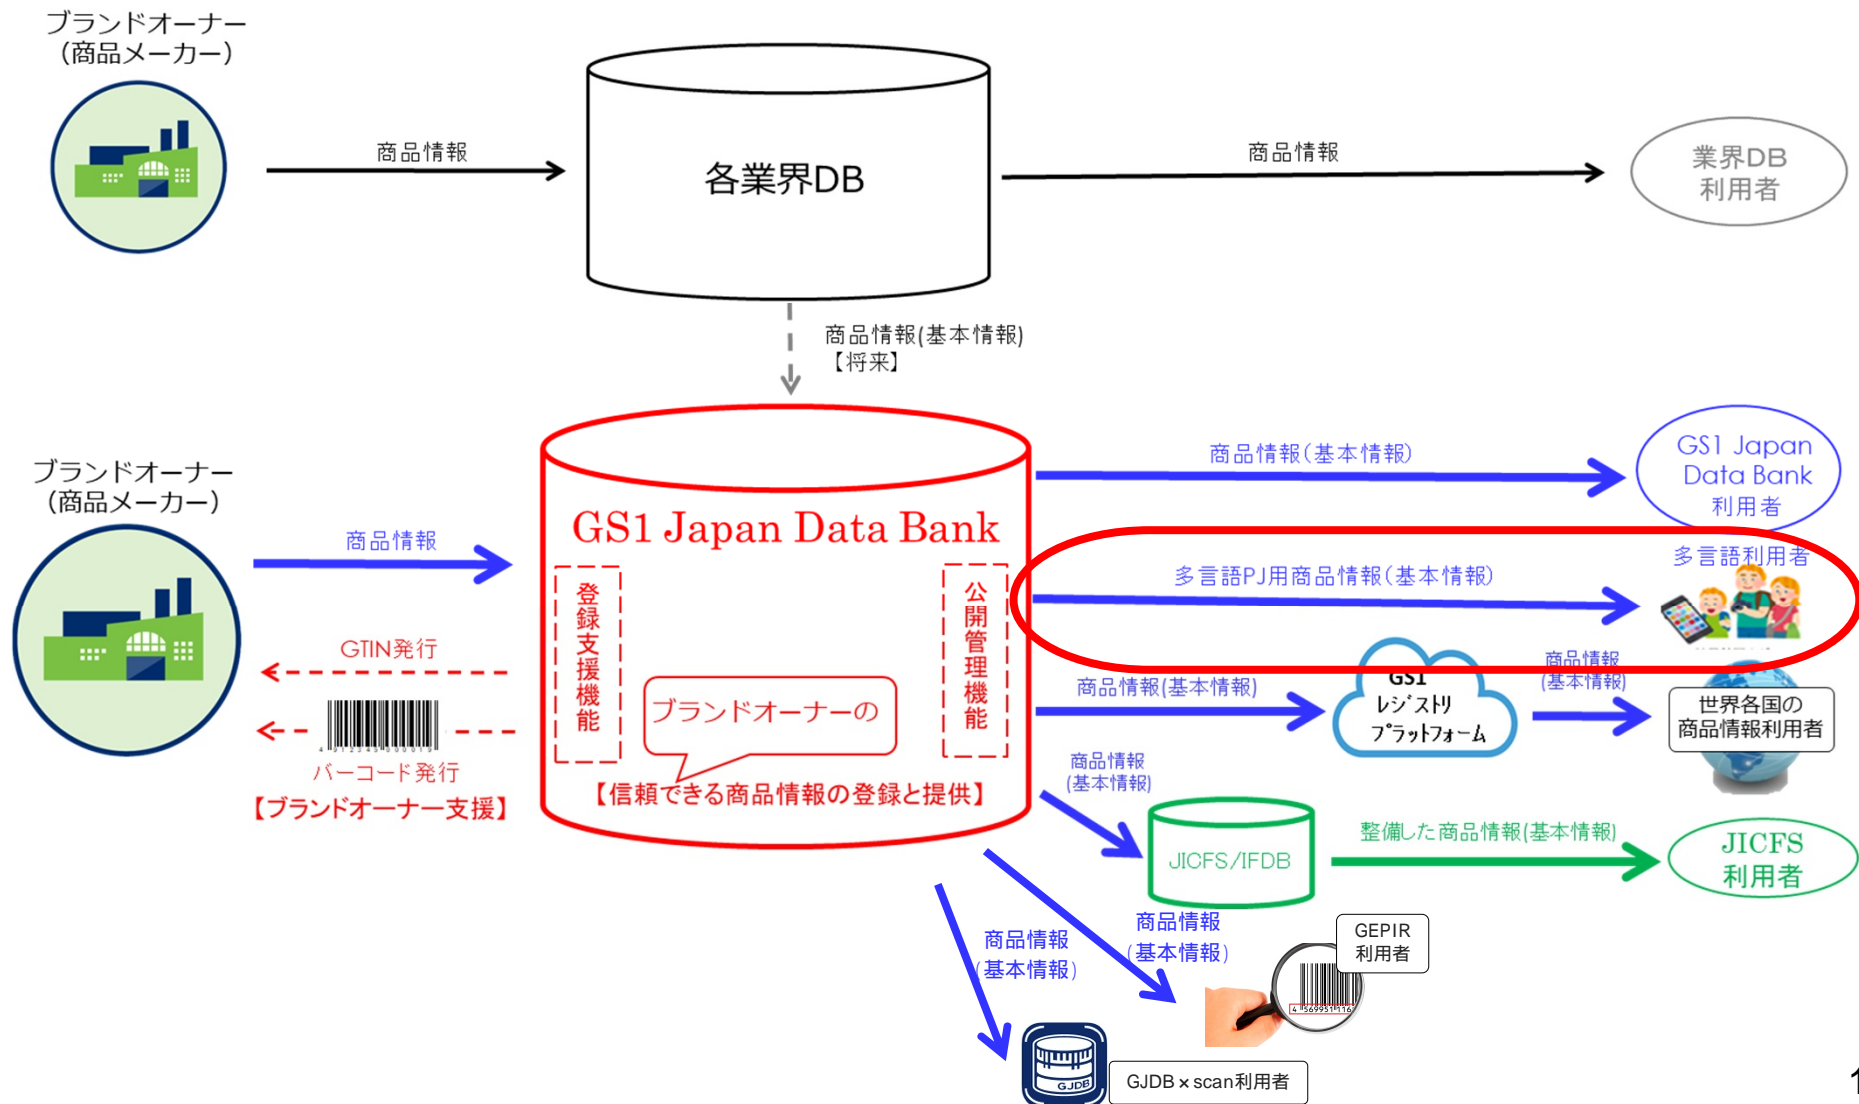 ブランドオーナー
（商品メーカー）
商品情報
各業界DB
商品情報
業界DB
利用者
商品情報(基本情報)
【将来】
ブランドオーナー
（商品メーカー）
商品情報
GTIN発行
バーコード発行
【ブランドオーナー支援】
GS1 Japan Data Bank
登録支援機能
公開管理機能
ブランドオーナーの
【信頼できる商品情報の登録と提供】
商品情報(基本情報)
GS1 Japan
Data Bank
利用者
多言語PJ用商品情報(基本情報)
多言語利用者
商品情報(基本情報)
GS1
レジストリ
プラットフォーム
商品情報
(基本情報)
世界各国の
商品情報利用者
商品情報
(基本情報)
JICFS/IFDB
整備した商品情報(基本情報)
JICFS
利用者
商品情報
(基本情報)
商品情報
(基本情報)
GEPIR
利用者
4 569951 116
GJDB
GJDB×scan利用者
1